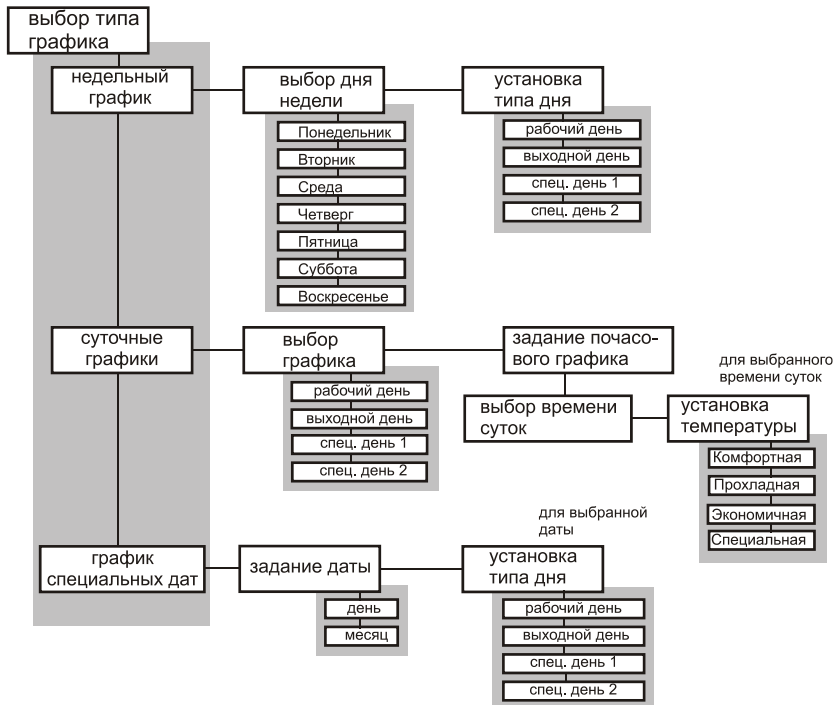 выбор типа
графика
недельный
график
выбор дня
недели
Понедельник
Вторник
Среда
Четверг
Пятница
Суббота
Воскресенье
установка
типа дня
рабочий день
выходной день
спец. день 1
спец. день 2
суточные
графики
выбор
графика
рабочий день
выходной день
спец. день 1
спец. день 2
задание почасо-
вого графика
выбор времени
суток
для выбранного
времени суток
установка
температуры
Комфортная
Прохладная
Экономичная
Специальная
график
специальных дат
задание даты
день
месяц
для выбранной
даты
установка
типа дня
рабочий день
выходной день
спец. день 1
спец. день 2